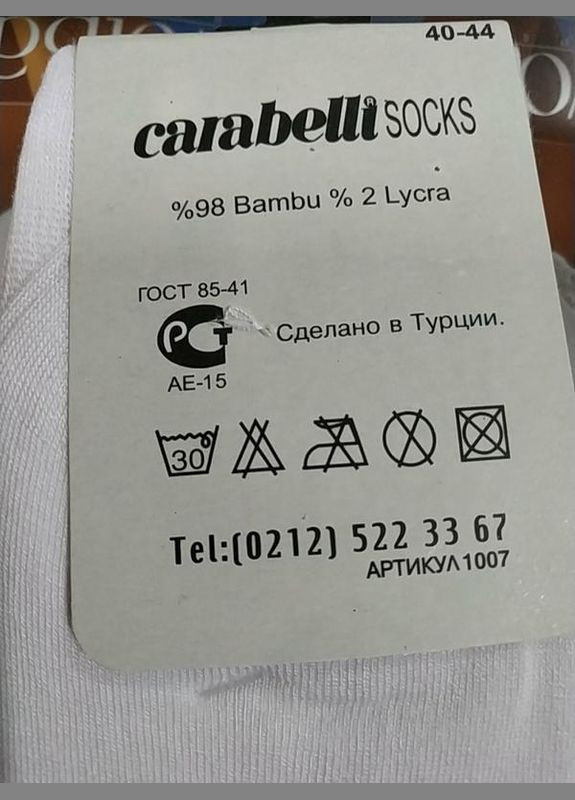 40-44
carabelli® SOCKS
%98 Bambu % 2 Lycra
ГОСТ 85-41
РСТ
АЕ-15
Сделано в Турции.
30
Tel:(0212) 522 33 67
АРТИКУЛ 1007